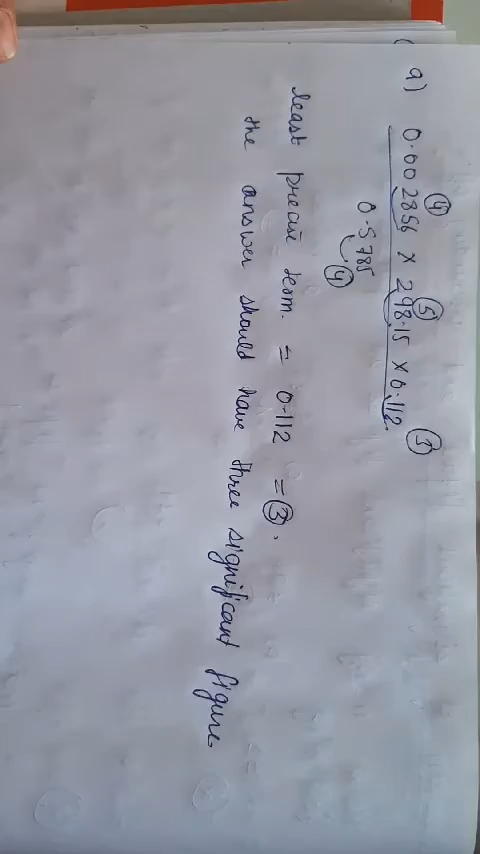 ④ ⑤ ③
a) 0.002856 × 298.15 × 0.112
0.5785
④
least precise term. = 0.112 = ③.
the answer should have three significant figure.